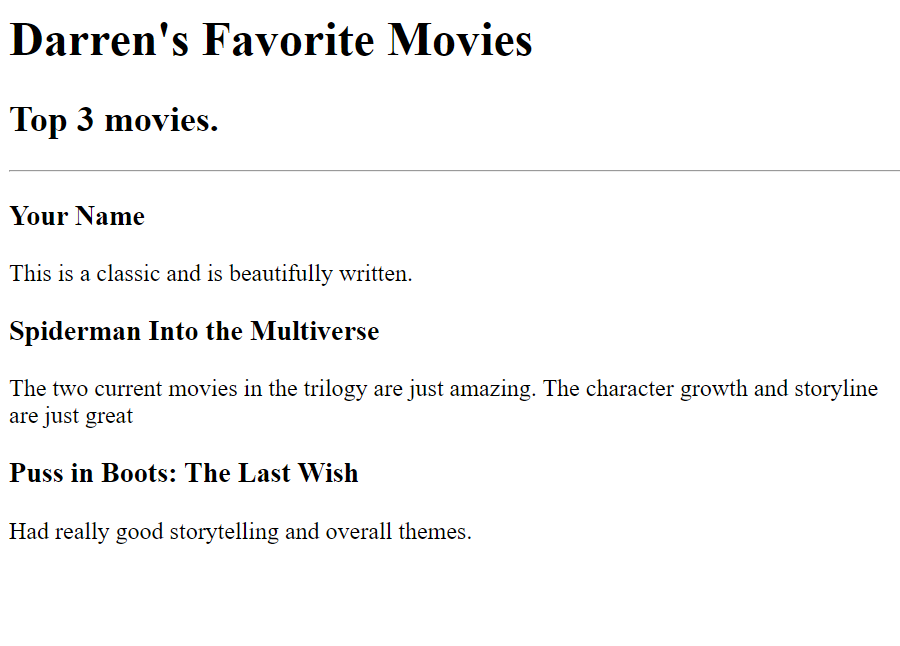 Darren's Favorite Movies
Top 3 movies.
Your Name
This is a classic and is beautifully written.
Spiderman Into the Multiverse
The two current movies in the trilogy are just amazing. The character growth and storyline
are just great
Puss in Boots: The Last Wish
Had really good storytelling and overall themes.